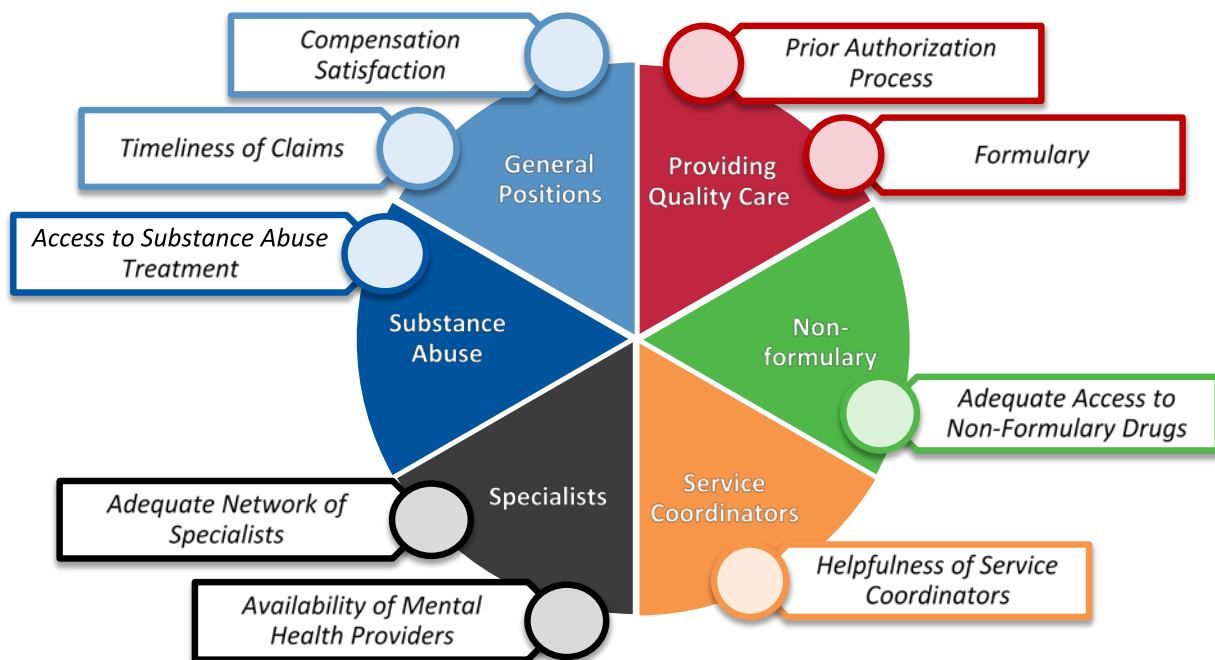 Compensation
Satisfaction
Timeliness of Claims
General
Positions
Access to Substance Abuse
Treatment
Substance
Abuse
Adequate Network of
Specialists
Availability of Mental
Health Providers
Specialists
Prior Authorization
Process
Formulary
Providing
Quality Care
Non-
formulary
Adequate Access to
Non-Formulary Drugs
Service
Coordinators
Helpfulness of Service
Coordinators